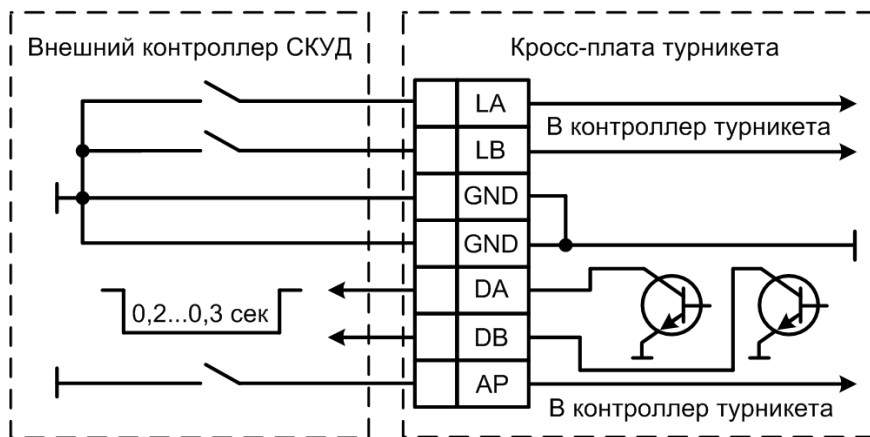 Внешний контроллер СКУД
Кросс-плата турникета
LA
В контроллер турникета
LB
GND
GND
DA
0,2...0,3 сек
DB
AP
В контроллер турникета